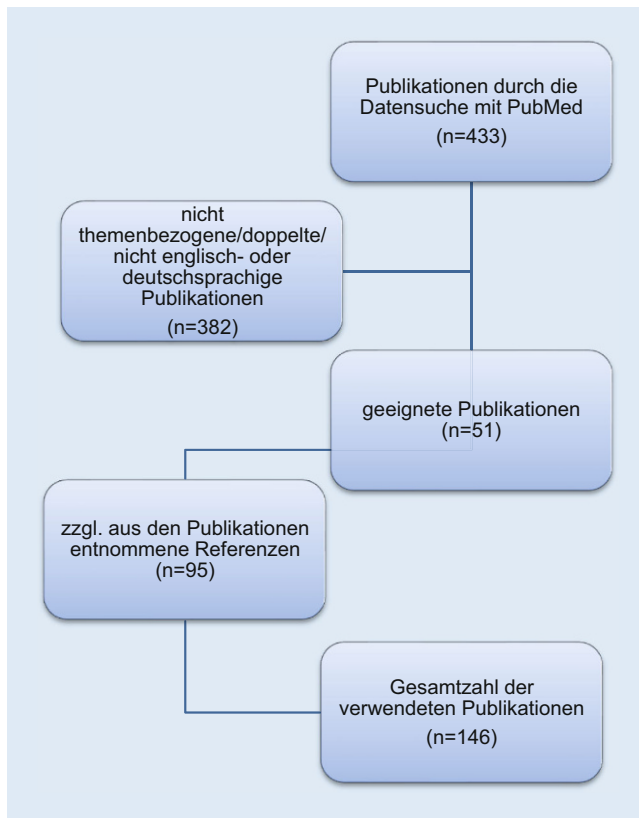 Publikationen durch die
Datensuche mit PubMed
(n=433)
nicht
themenbezogene/doppelte/
nicht englisch- oder
deutschsprachige
Publikationen
(n=382)
geeignete Publikationen
(n=51)
zzgl. aus den Publikationen
entnommene Referenzen
(n=95)
Gesamtzahl der
verwendeten Publikationen
(n=146)